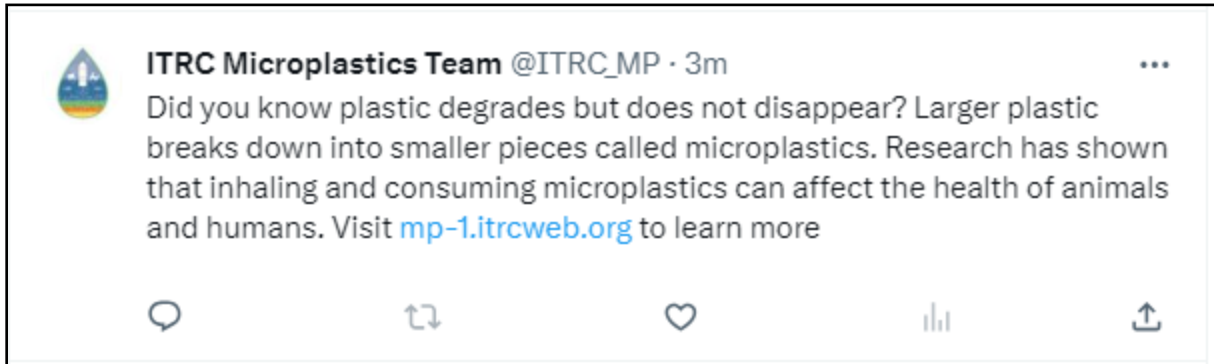 ITRC Microplastics Team @ITRC_MP · 3m
Did you know plastic degrades but does not disappear? Larger plastic
breaks down into smaller pieces called microplastics. Research has shown
that inhaling and consuming microplastics can affect the health of animals
and humans. Visit mp-1.itrcweb.org to learn more